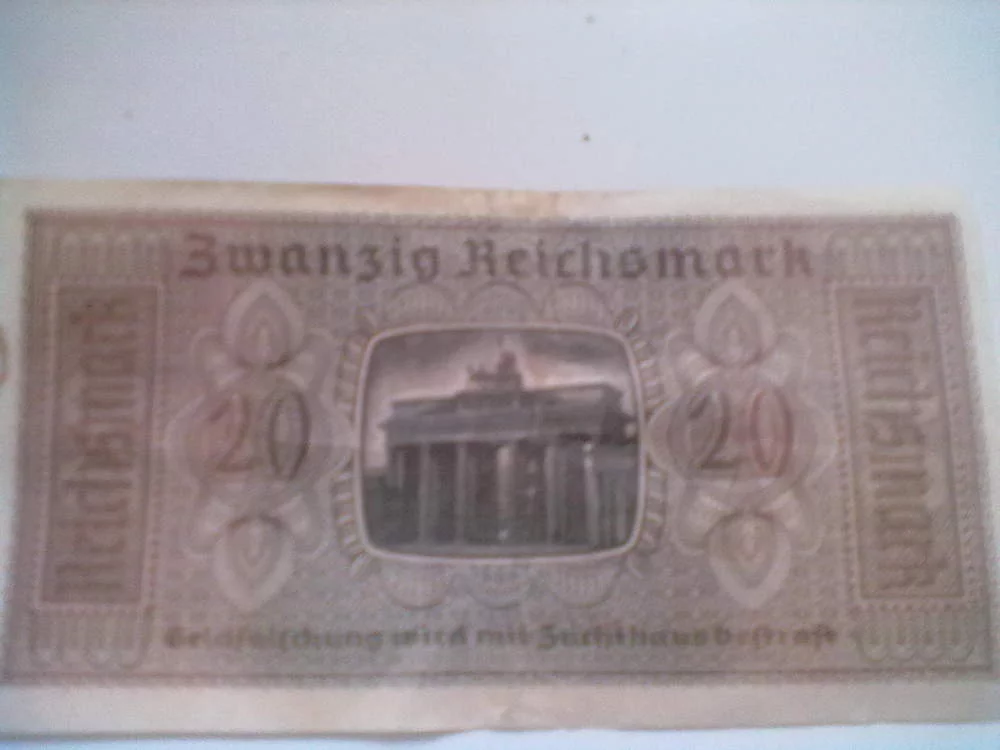 Zwanzig Reichsmark
Reichsmark
20
20
Reichsmark
Geldfälschung wird mit Zuchthaus bestraft